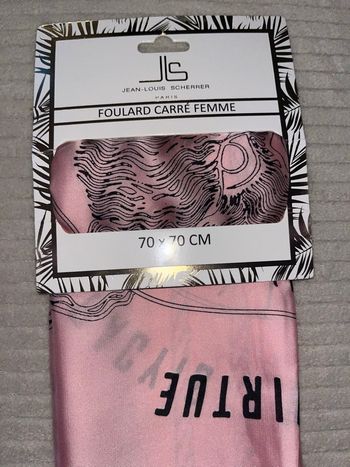 JLS
JEAN-LOUIS SCHERRER
PARIS
FOULARD CARRÉ FEMME
70 x 70 CM
VIRTUE